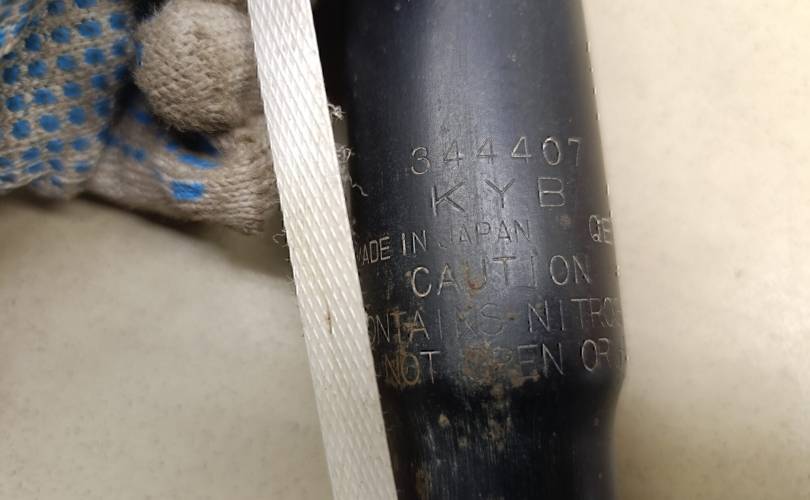 344407
KYB
MADE IN JAPAN
CAUTION
CONTAINS NITRO
NOT OPEN OR